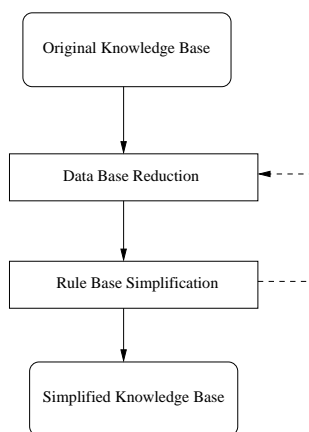 Original Knowledge Base
Data Base Reduction
Rule Base Simplification
Simplified Knowledge Base